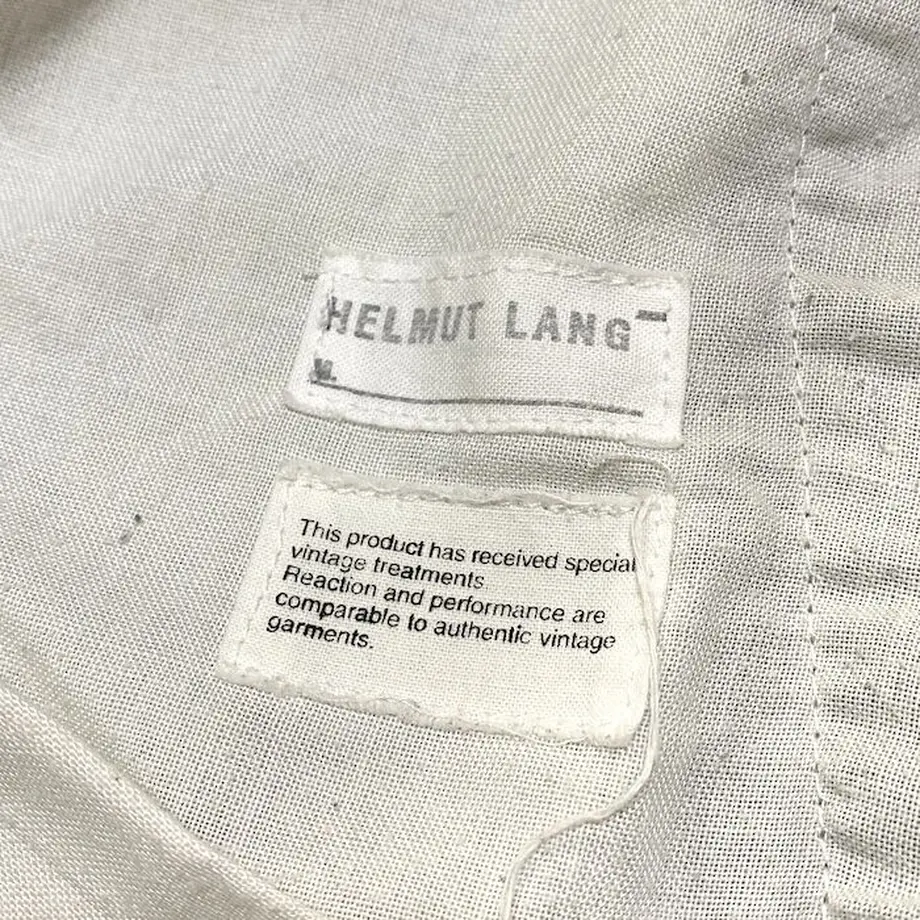 HELMUT LANG
This product has received special
vintage treatments
Reaction and performance are
comparable to authentic vintage
garments.